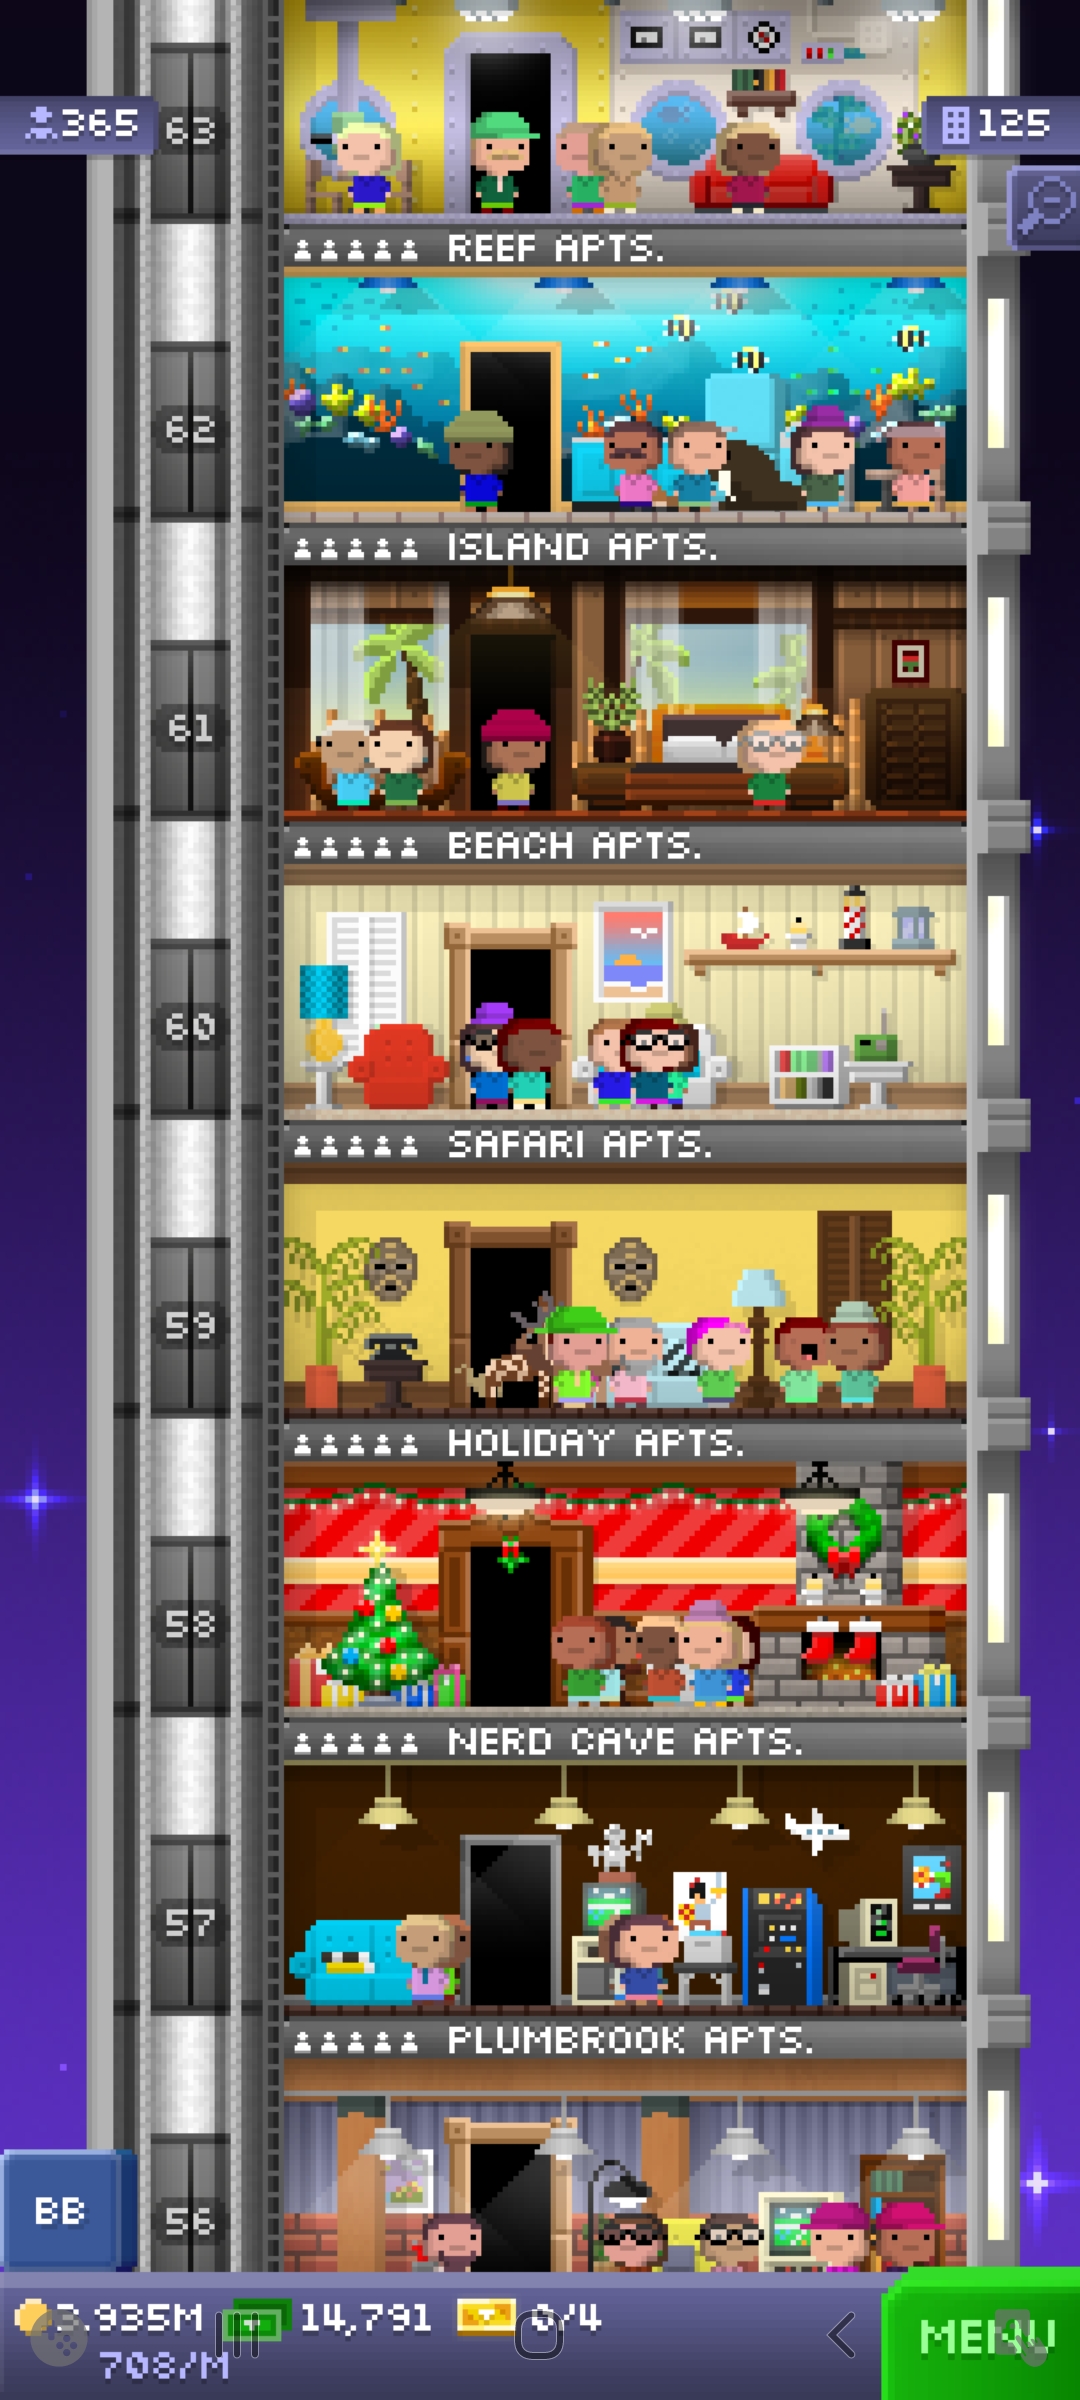 365
63
125
REEF APTS.
62
ISLAND APTS.
61
BEACH APTS.
60
SAFARI APTS.
59
HOLIDAY APTS.
58
NERD CAVE APTS.
57
PLUMBROOK APTS.
56
BB
3.935M 14,791 0/4
708/M
MENU